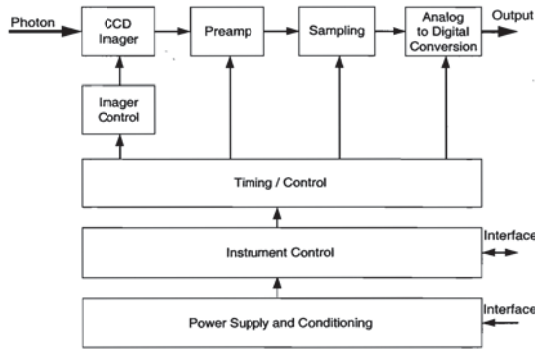 Photon
CCD
Imager
Preamp
Sampling
Analog
to Digital
Conversion
Output
Imager
Control
Timing / Control
Instrument Control
Interface
Power Supply and Conditioning
Interface